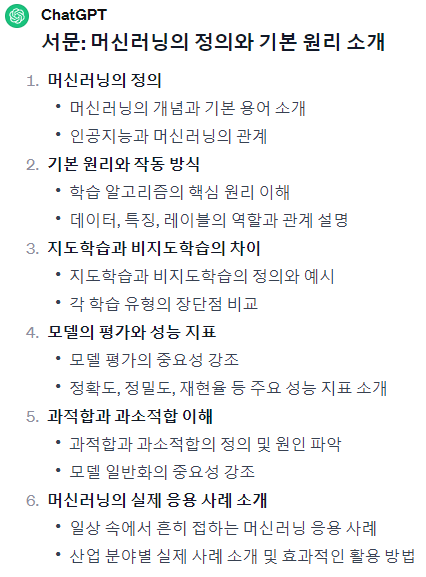 ChatGPT
서문: 머신러닝의 정의와 기본 원리 소개
1. 머신러닝의 정의
• 머신러닝의 개념과 기본 용어 소개
• 인공지능과 머신러닝의 관계
2. 기본 원리와 작동 방식
• 학습 알고리즘의 핵심 원리 이해
• 데이터, 특징, 레이블의 역할과 관계 설명
3. 지도학습과 비지도학습의 차이
• 지도학습과 비지도학습의 정의와 예시
• 각 학습 유형의 장단점 비교
4. 모델의 평가와 성능 지표
• 모델 평가의 중요성 강조
• 정확도, 정밀도, 재현율 등 주요 성능 지표 소개
5. 과적합과 과소적합 이해
• 과적합과 과소적합의 정의 및 원인 파악
• 모델 일반화의 중요성 강조
6. 머신러닝의 실제 응용 사례 소개
• 일상 속에서 흔히 접하는 머신러닝 응용 사례
• 산업 분야별 실제 사례 소개 및 효과적인 활용 방법